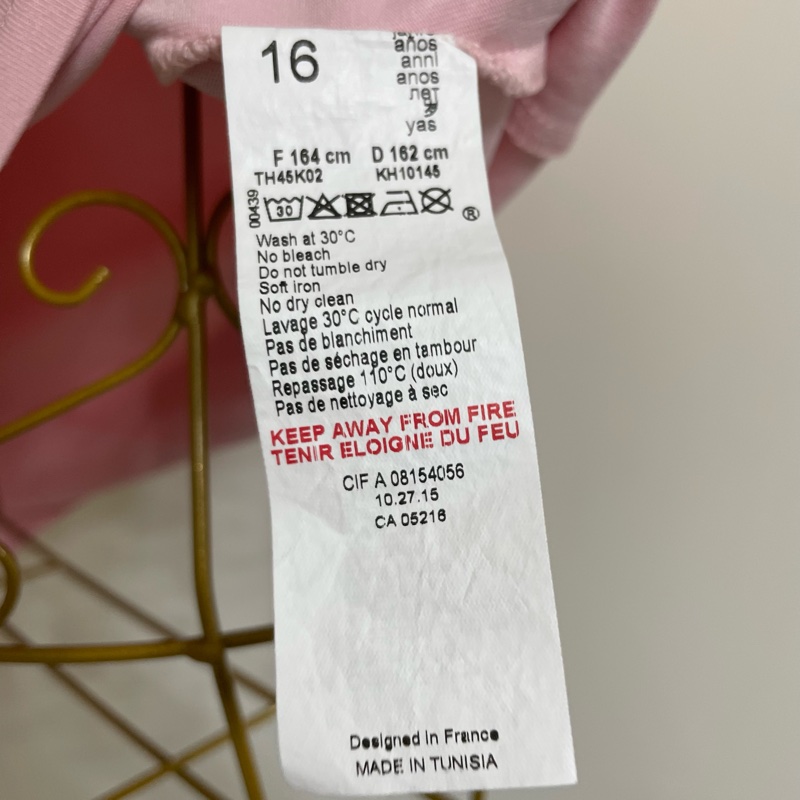 16
años
anni
anos
лет
yas
F 164 cm D 162 cm
TH45K02 KH10145
00439
30
®
Wash at 30°C
No bleach
Do not tumble dry
Soft iron
No dry clean
Lavage 30°C cycle normal
Pas de blanchiment
Pas de séchage en tambour
Repassage 110°C (doux)
Pas de nettoyage à sec
KEEP AWAY FROM FIRE
TENIR ELOIGNE DU FEU
CIF A 08154056
10.27.15
CA 05216
Designed in France
MADE IN TUNISIA